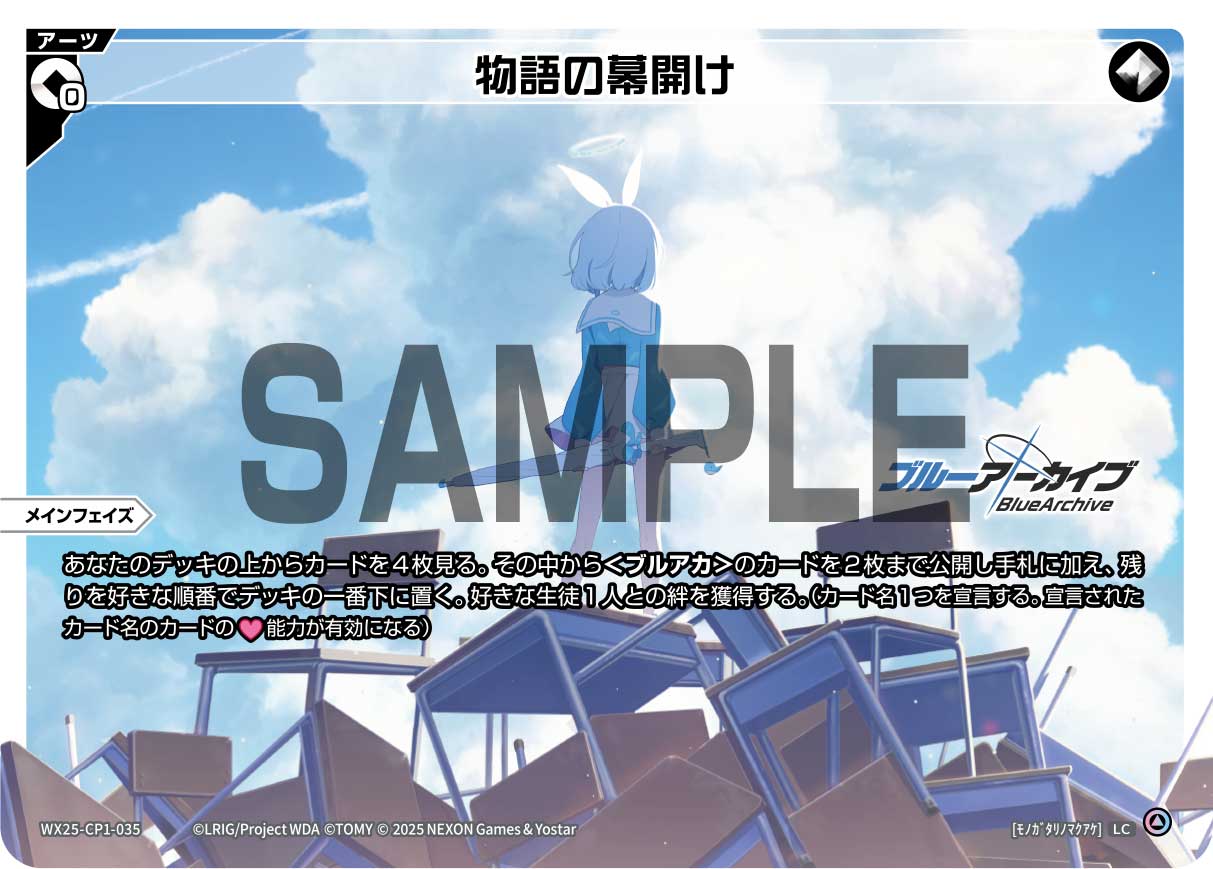 アーツ
物語の幕開け
0
SAMPLE
ブルーアーカイブ
BlueArchive
メインフェイズ
あなたのデッキの上からカードを４枚見る。その中から＜ブルアカ＞のカードを２枚まで公開し手札に加え、残
りを好きな順番でデッキの一番下に置く。好きな生徒１人との絆を獲得する。（カード名１つを宣言する。宣言された
カード名のカードの♥能力が有効になる）
WX25-CP1-035 ©LRIG/Project WDA ©TOMY © 2025 NEXON Games & Yostar [ﾓﾉｶﾞﾀﾘﾉﾏｸｱｹ] LC